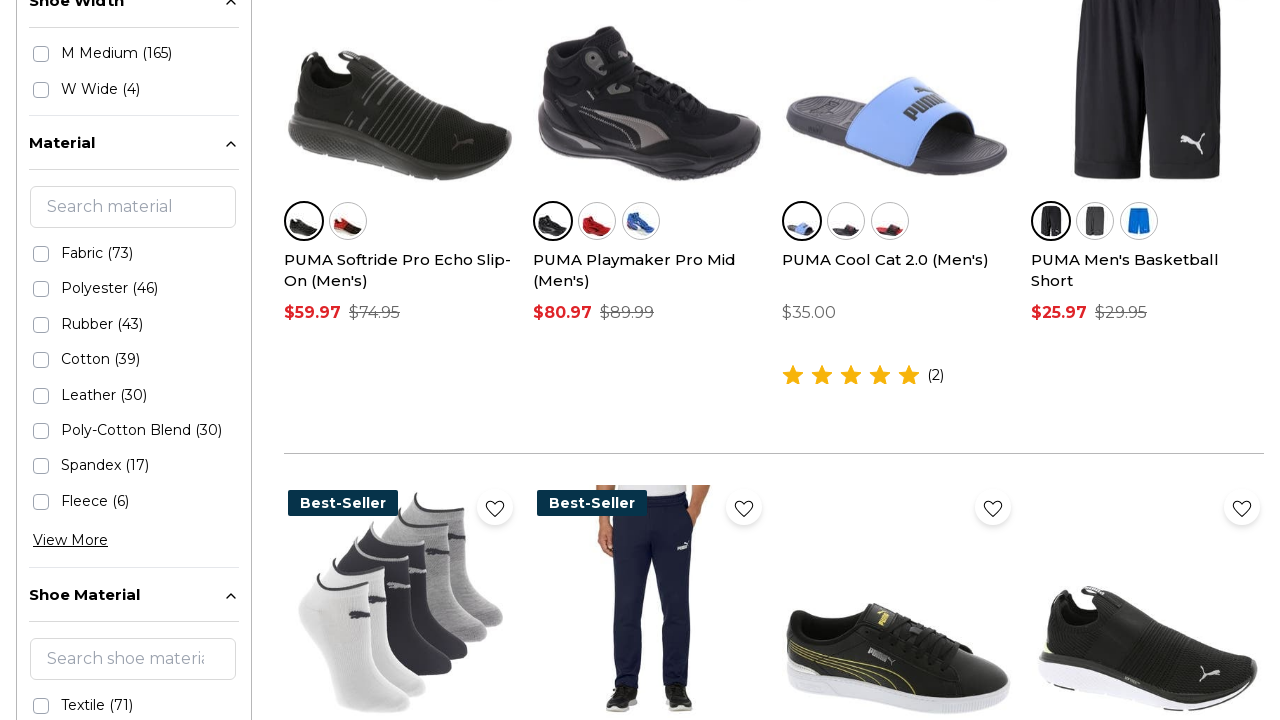 Shoe Width
M Medium (165)
W Wide (4)
Material
Search material
Fabric (73)
Polyester (46)
Rubber (43)
Cotton (39)
Leather (30)
Poly-Cotton Blend (30)
Spandex (17)
Fleece (6)
View More
Shoe Material
Search shoe materia
Textile (71)
PUMA
PUMA Softride Pro Echo Slip-
On (Men's)
$59.97 $74.95
PUMA Playmaker Pro Mid
(Men's)
$80.97 $89.99
PUMA Cool Cat 2.0 (Men's)
$35.00
(2)
PUMA Men's Basketball
Short
$25.97 $29.95
Best-Seller
Best-Seller
PUMA
PUMA